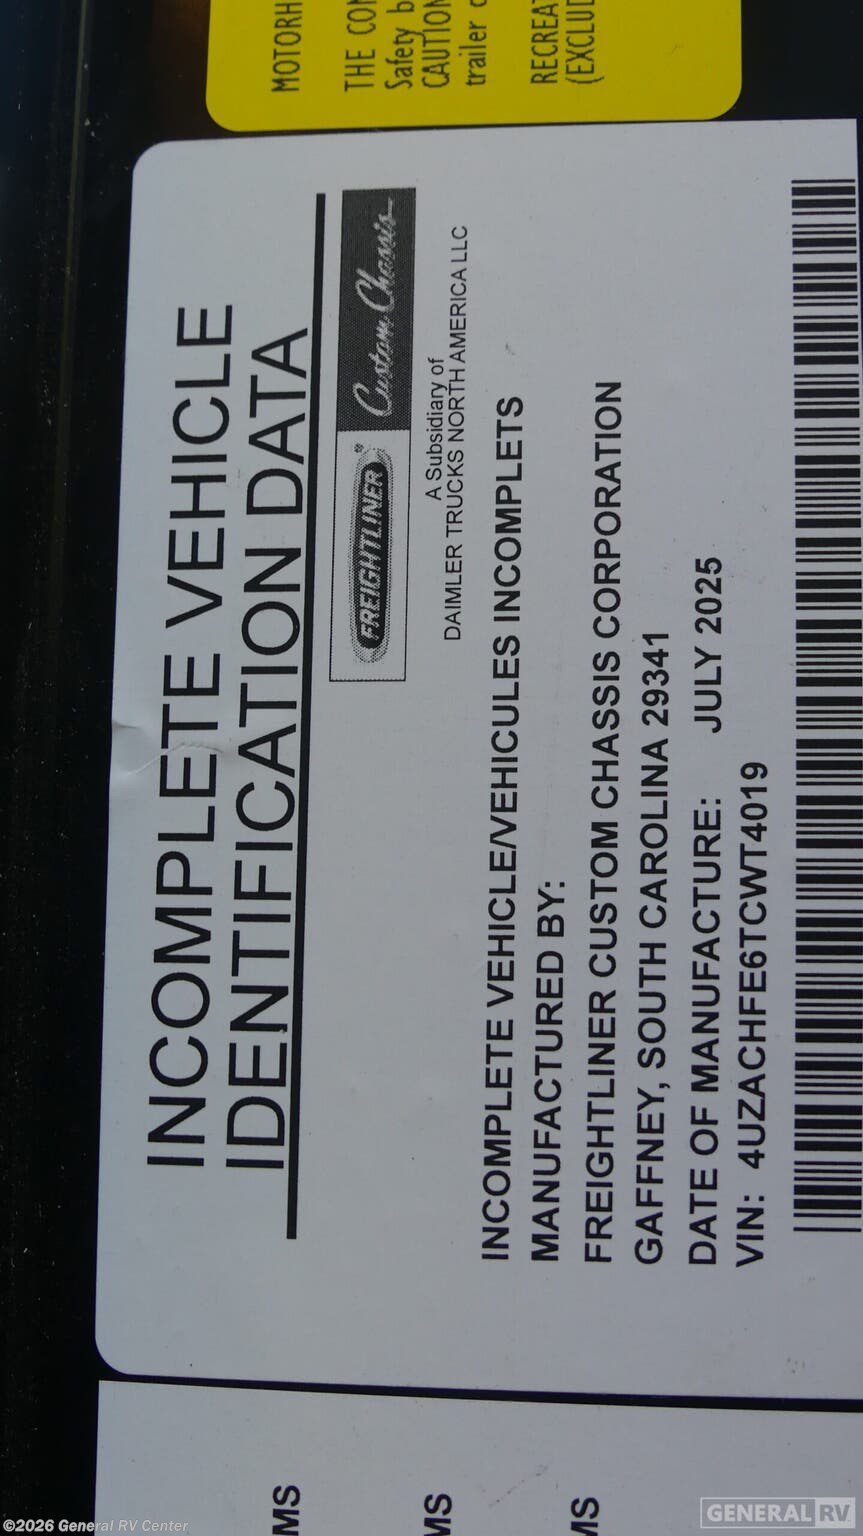 MOTORH
THE CON
Safety b
CAUTION
trailer c
RECREAT
(EXCLUD
INCOMPLETE VEHICLE
IDENTIFICATION DATA
FREIGHTLINER® Custom Chassis
A Subsidiary of
DAIMLER TRUCKS NORTH AMERICA LLC
INCOMPLETE VEHICLE/VEHICULES INCOMPLETS
MANUFACTURED BY:
FREIGHTLINER CUSTOM CHASSIS CORPORATION
GAFFNEY, SOUTH CAROLINA 29341
DATE OF MANUFACTURE: JULY 2025
VIN: 4UZACHFE6TCWT4019
MS
MS
MS
©2026 General RV Center
GENERAL RV